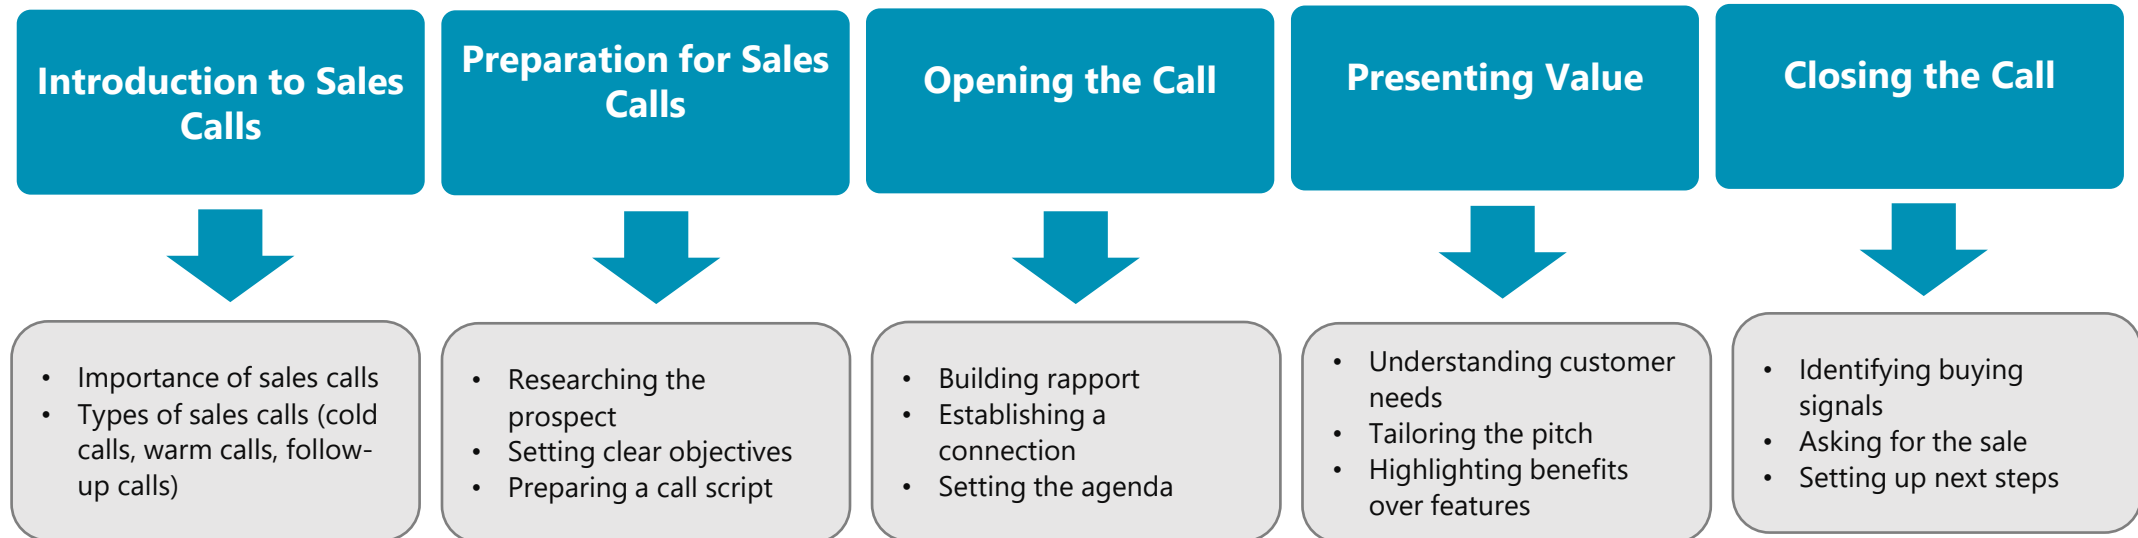 Introduction to Sales
Calls
Preparation for Sales
Calls
Opening the Call
Presenting Value
Closing the Call
• Importance of sales calls
• Types of sales calls (cold
calls, warm calls, follow-
up calls)
• Researching the
prospect
• Setting clear objectives
• Preparing a call script
• Building rapport
• Establishing a
connection
• Setting the agenda
• Understanding customer
needs
• Tailoring the pitch
• Highlighting benefits
over features
• Identifying buying
signals
• Asking for the sale
• Setting up next steps